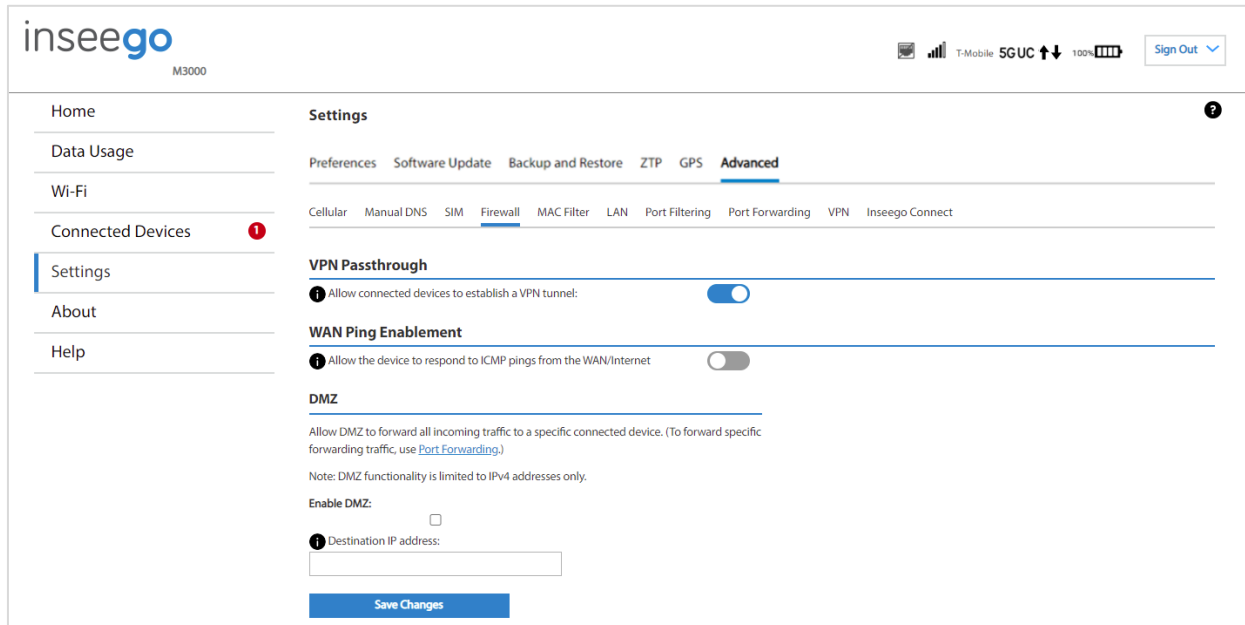 inseego
M3000
T-Mobile 5G UC 100% Sign Out
Home
Data Usage
Wi-Fi
Connected Devices 1
Settings
About
Help
Settings ?
Preferences Software Update Backup and Restore ZTP GPS Advanced
Cellular Manual DNS SIM Firewall MAC Filter LAN Port Filtering Port Forwarding VPN Inseego Connect
VPN Passthrough
i Allow connected devices to establish a VPN tunnel:
WAN Ping Enablement
i Allow the device to respond to ICMP pings from the WAN/Internet
DMZ
Allow DMZ to forward all incoming traffic to a specific connected device. (To forward specific
forwarding traffic, use Port Forwarding.)
Note: DMZ functionality is limited to IPv4 addresses only.
Enable DMZ:
i Destination IP address:
Save Changes